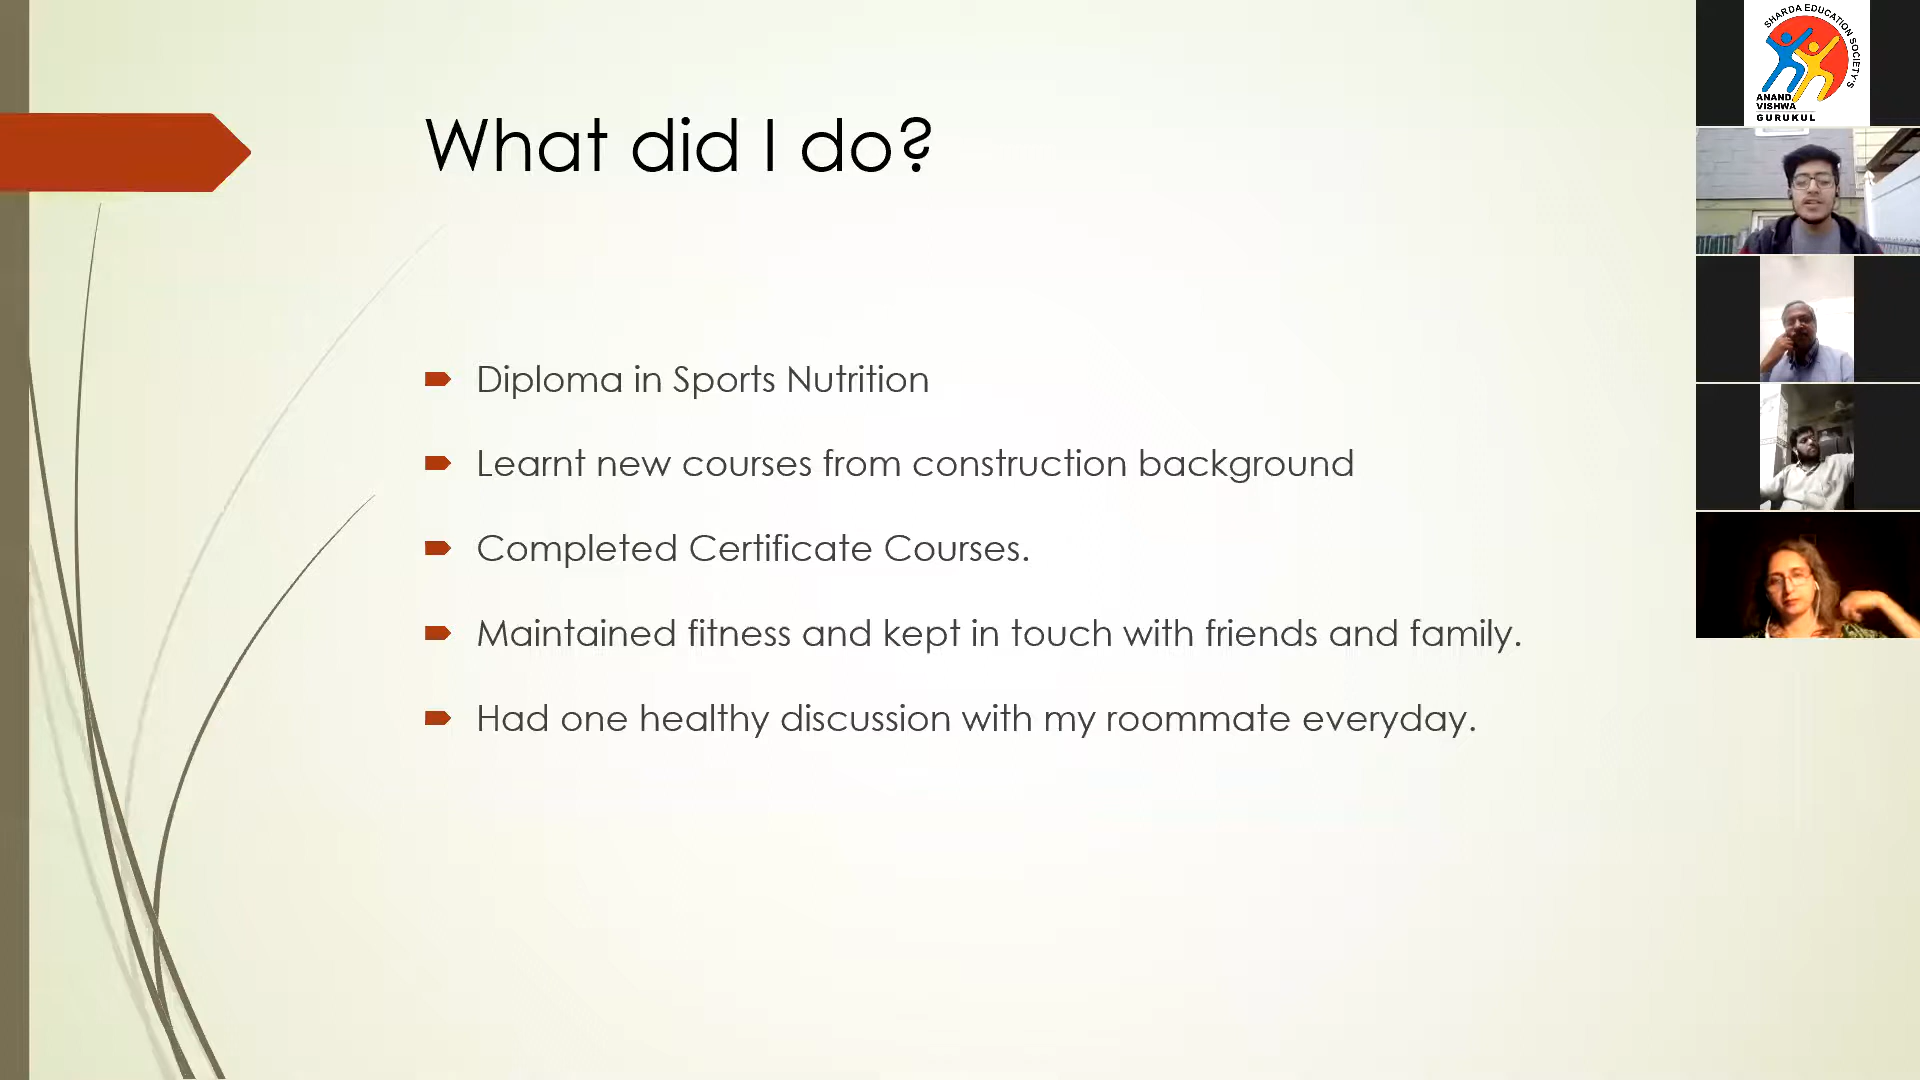 What did I do?
Diploma in Sports Nutrition
Learnt new courses from construction background
Completed Certificate Courses.
Maintained fitness and kept in touch with friends and family.
Had one healthy discussion with my roommate everyday.
SHARDA EDUCATION SOCIETY'S
ANAND
VISHWA
GURUKUL